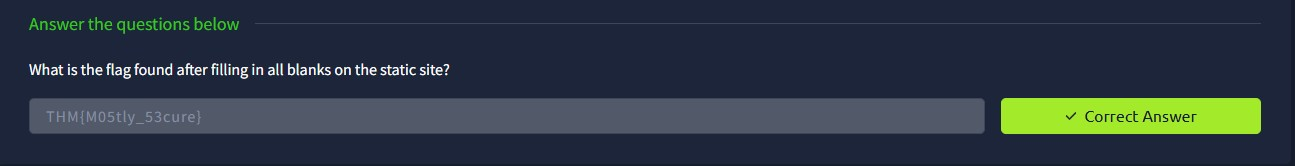 Answer the questions below
What is the flag found after filling in all blanks on the static site?
THM{M05tly_53cure}
✓ Correct Answer